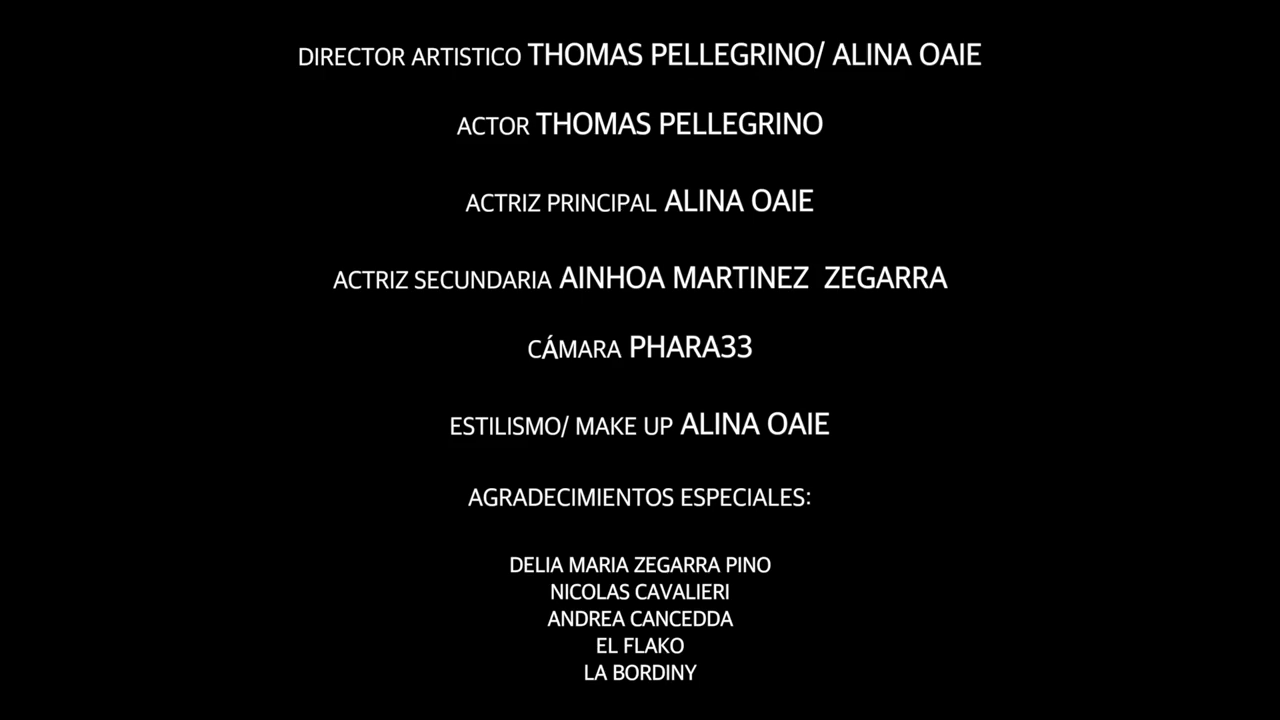 DIRECTOR ARTISTICO THOMAS PELLEGRINO/ ALINA OAIE
ACTOR THOMAS PELLEGRINO
ACTRIZ PRINCIPAL ALINA OAIE
ACTRIZ SECUNDARIA AINHOA MARTINEZ  ZEGARRA
CÁMARA PHARA33
ESTILISMO/ MAKE UP ALINA OAIE
AGRADECIMIENTOS ESPECIALES:
DELIA MARIA ZEGARRA PINO
NICOLAS CAVALIERI
ANDREA CANCEDDA
EL FLAKO
LA BORDINY